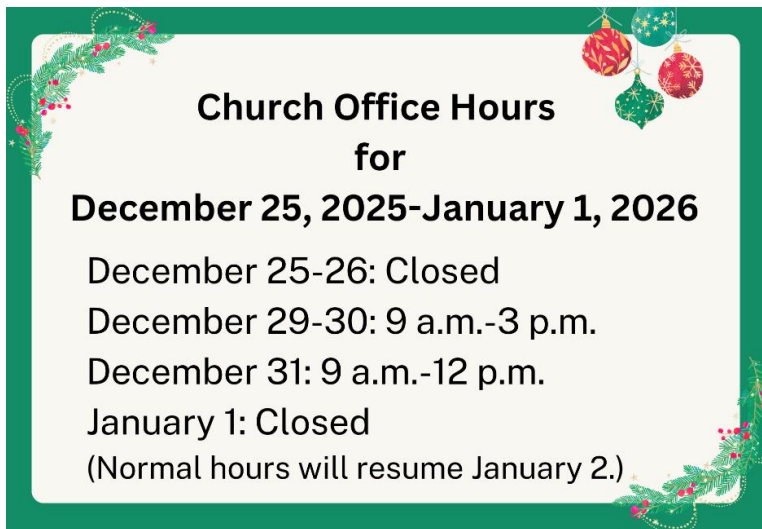 Church Office Hours
for
December 25, 2025-January 1, 2026
December 25-26: Closed
December 29-30: 9 a.m.-3 p.m.
December 31: 9 a.m.-12 p.m.
January 1: Closed
(Normal hours will resume January 2.)